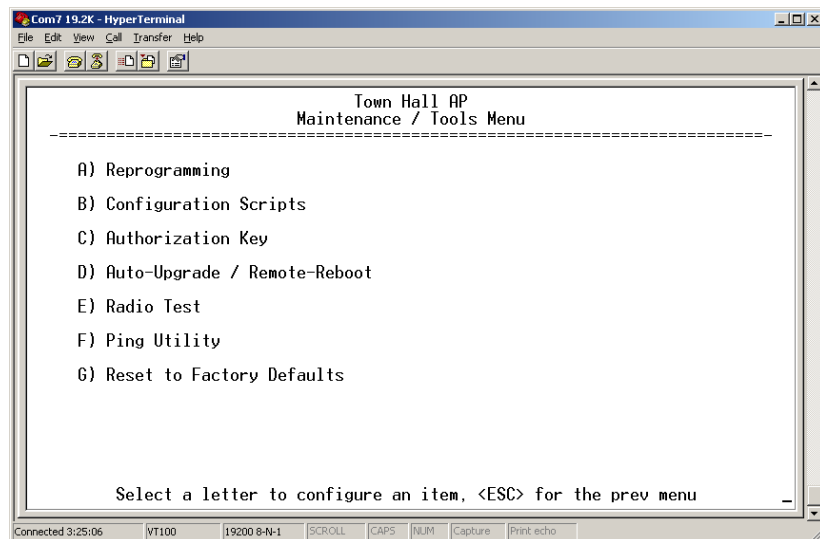 Com7 19.2K - HyperTerminal
File Edit View Call Transfer Help
Town Hall AP
Maintenance / Tools Menu
-==========================================================================-
A) Reprogramming
B) Configuration Scripts
C) Authorization Key
D) Auto-Upgrade / Remote-Reboot
E) Radio Test
F) Ping Utility
G) Reset to Factory Defaults
Select a letter to configure an item, <ESC> for the prev menu _
Connected 3:25:06 VT100 19200 8-N-1 SCROLL CAPS NUM Capture Print echo